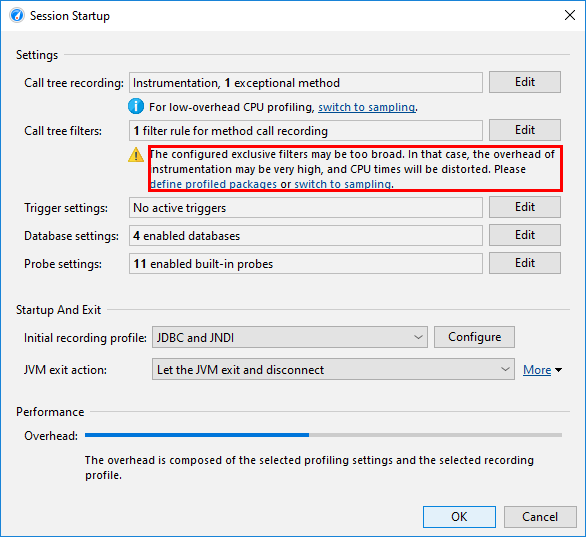 Session Startup
Settings
Call tree recording: Instrumentation, 1 exceptional method Edit
For low-overhead CPU profiling, switch to sampling.
Call tree filters: 1 filter rule for method call recording Edit
The configured exclusive filters may be too broad. In that case, the overhead of
instrumentation may be very high, and CPU times will be distorted. Please
define profiled packages or switch to sampling.
Trigger settings: No active triggers Edit
Database settings: 4 enabled databases Edit
Probe settings: 11 enabled built-in probes Edit
Startup And Exit
Initial recording profile: JDBC and JNDI Configure
JVM exit action: Let the JVM exit and disconnect More
Performance
Overhead:
The overhead is composed of the selected profiling settings and the selected recording
profile.
OK Cancel